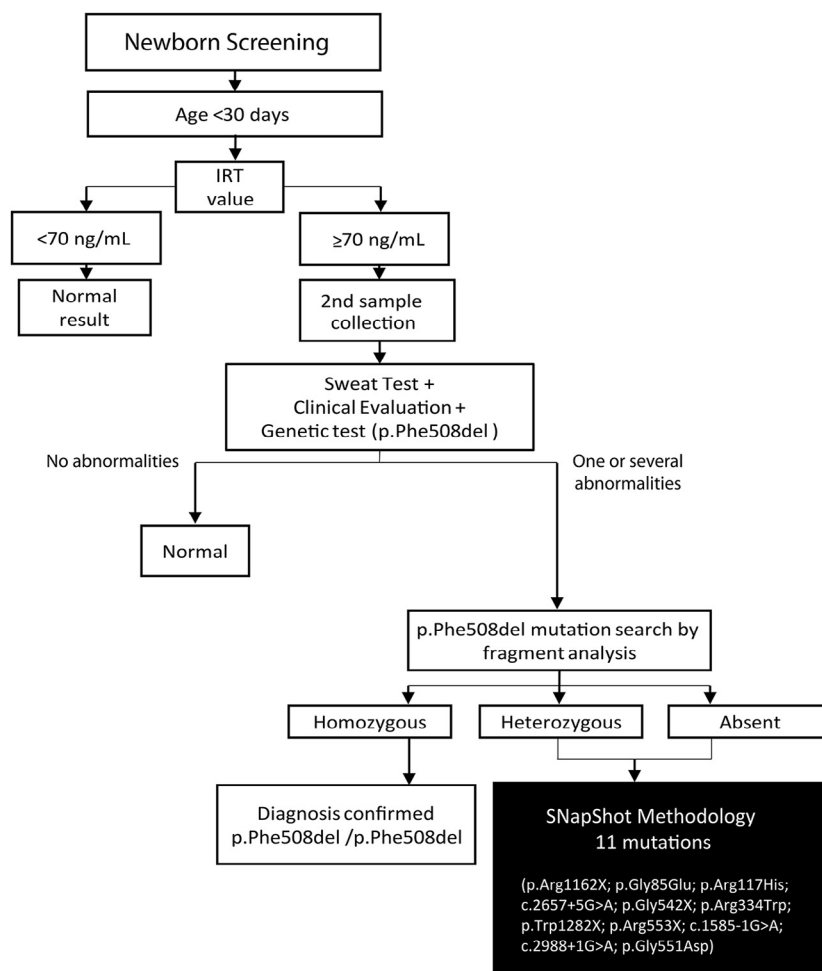 Newborn Screening
Age <30 days
IRT
value
<70 ng/mL
≥70 ng/mL
Normal
result
2nd sample
collection
Sweat Test +
Clinical Evaluation +
Genetic test (p.Phe508del )
No abnormalities
One or several
abnormalities
Normal
p.Phe508del mutation search by
fragment analysis
Homozygous
Heterozygous
Absent
Diagnosis confirmed
p.Phe508del /p.Phe508del
SNapShot Methodology
11 mutations
(p.Arg1162X; p.Gly85Glu; p.Arg117His;
c.2657+5G>A; p.Gly542X; p.Arg334Trp;
p.Trp1282X; p.Arg553X; c.1585-1G>A;
c.2988+1G>A; p.Gly551Asp)